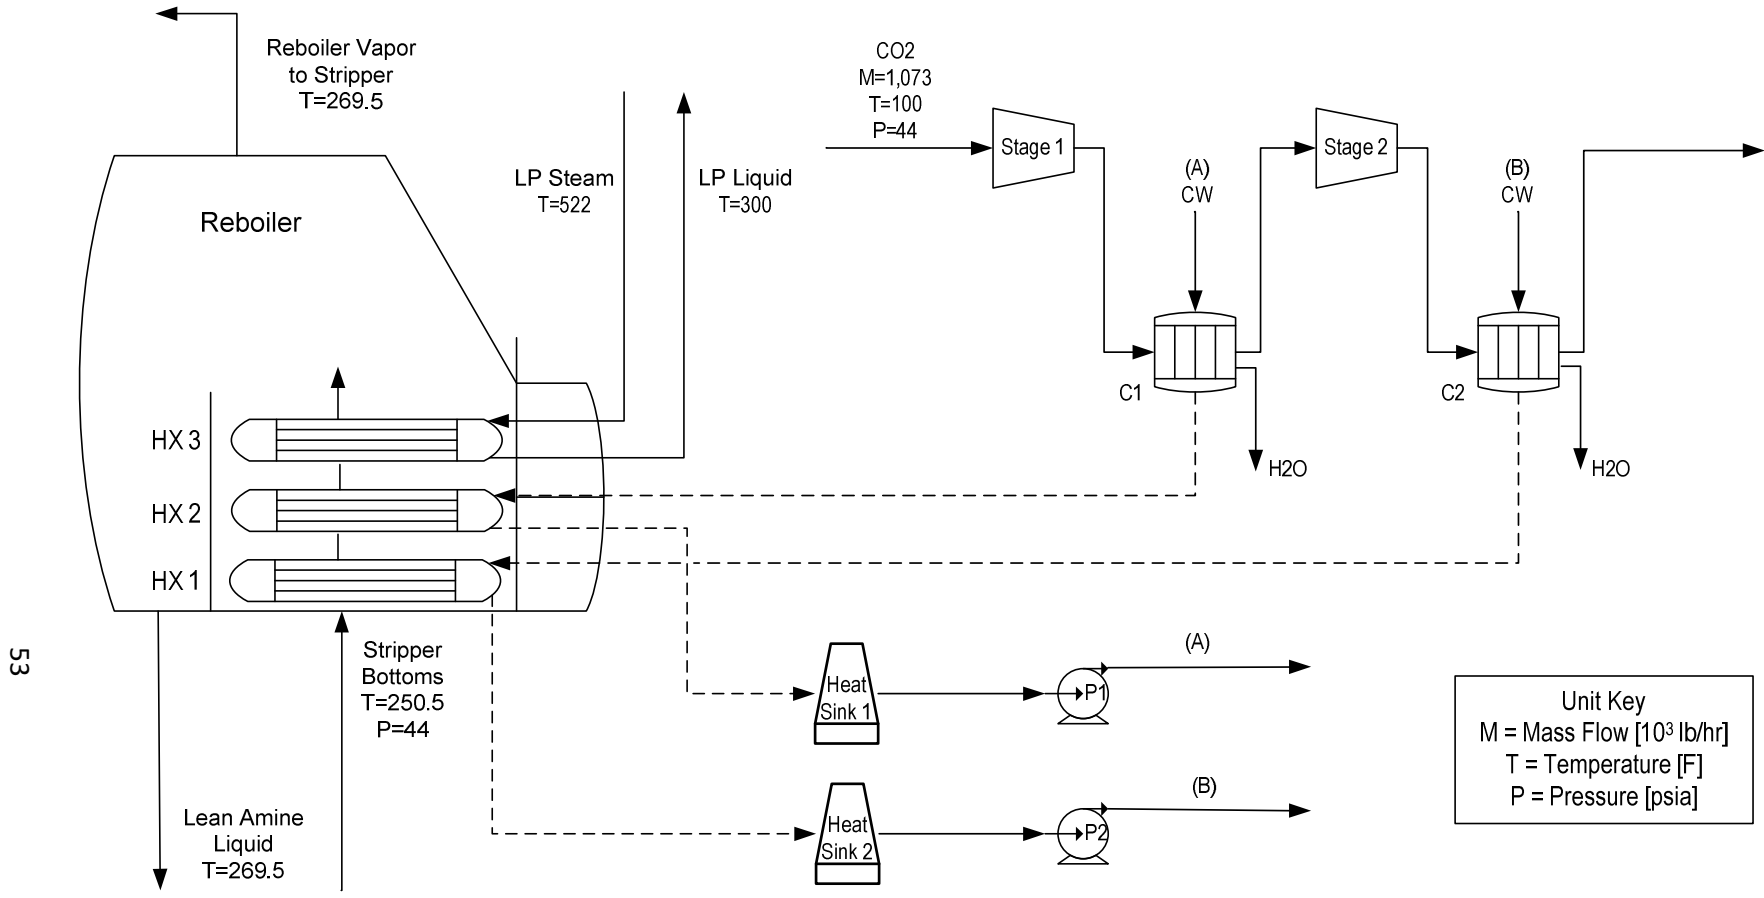 Reboiler Vapor
to Stripper
T=269.5
CO2
M=1,073
T=100
P=44
LP Steam
T=522
LP Liquid
T=300
Stage 1
Stage 2
(A)
CW
(B)
CW
Reboiler
C1
C2
HX 3
H2O
H2O
HX 2
HX 1
Stripper
Bottoms
T=250.5
P=44
Heat
Sink 1
P1
(A)
Unit Key
M = Mass Flow [10³ lb/hr]
T = Temperature [F]
P = Pressure [psia]
53
Lean Amine
Liquid
T=269.5
Heat
Sink 2
P2
(B)